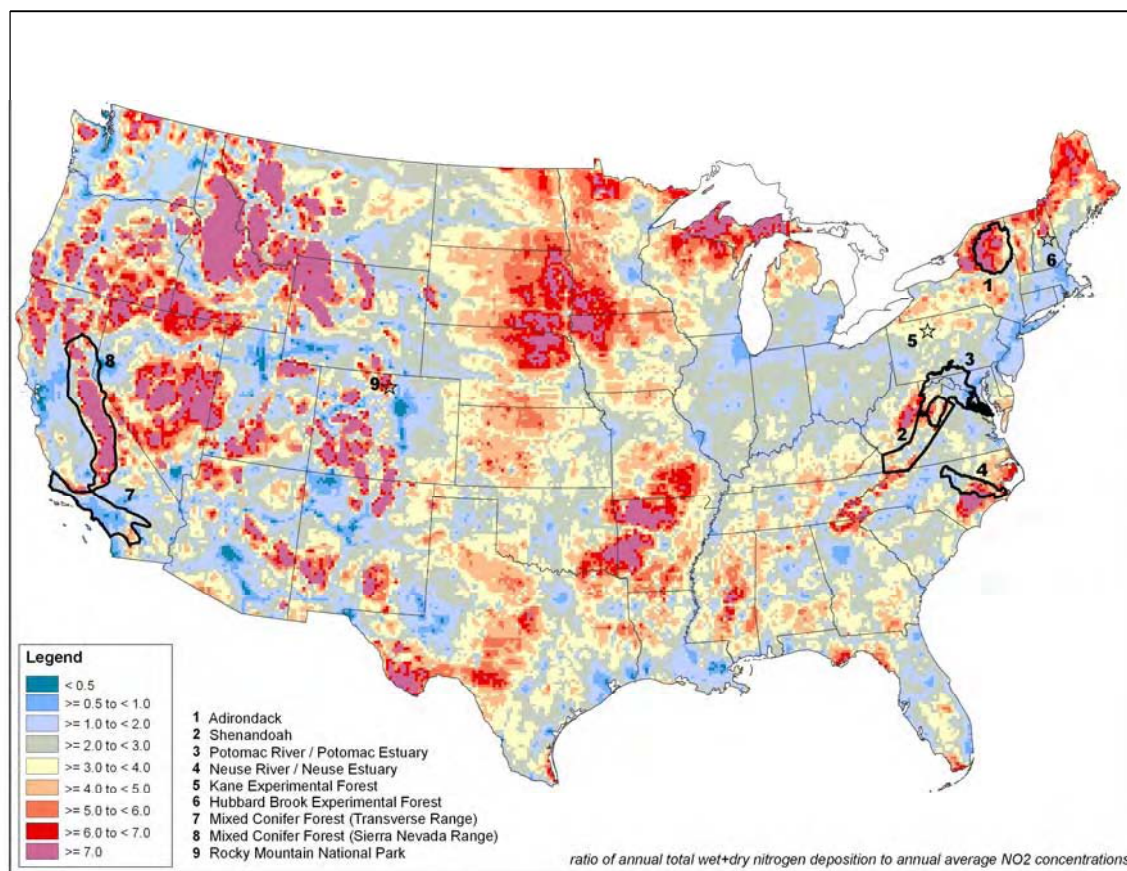 8
9
7
1
6
5
3
2
4
Legend
< 0.5
>= 0.5 to < 1.0
>= 1.0 to < 2.0
>= 2.0 to < 3.0
>= 3.0 to < 4.0
>= 4.0 to < 5.0
>= 5.0 to < 6.0
>= 6.0 to < 7.0
>= 7.0
1 Adirondack
2 Shenandoah
3 Potomac River / Potomac Estuary
4 Neuse River / Neuse Estuary
5 Kane Experimental Forest
6 Hubbard Brook Experimental Forest
7 Mixed Conifer Forest (Transverse Range)
8 Mixed Conifer Forest (Sierra Nevada Range)
9 Rocky Mountain National Park
ratio of annual total wet+dry nitrogen deposition to annual average NO2 concentrations